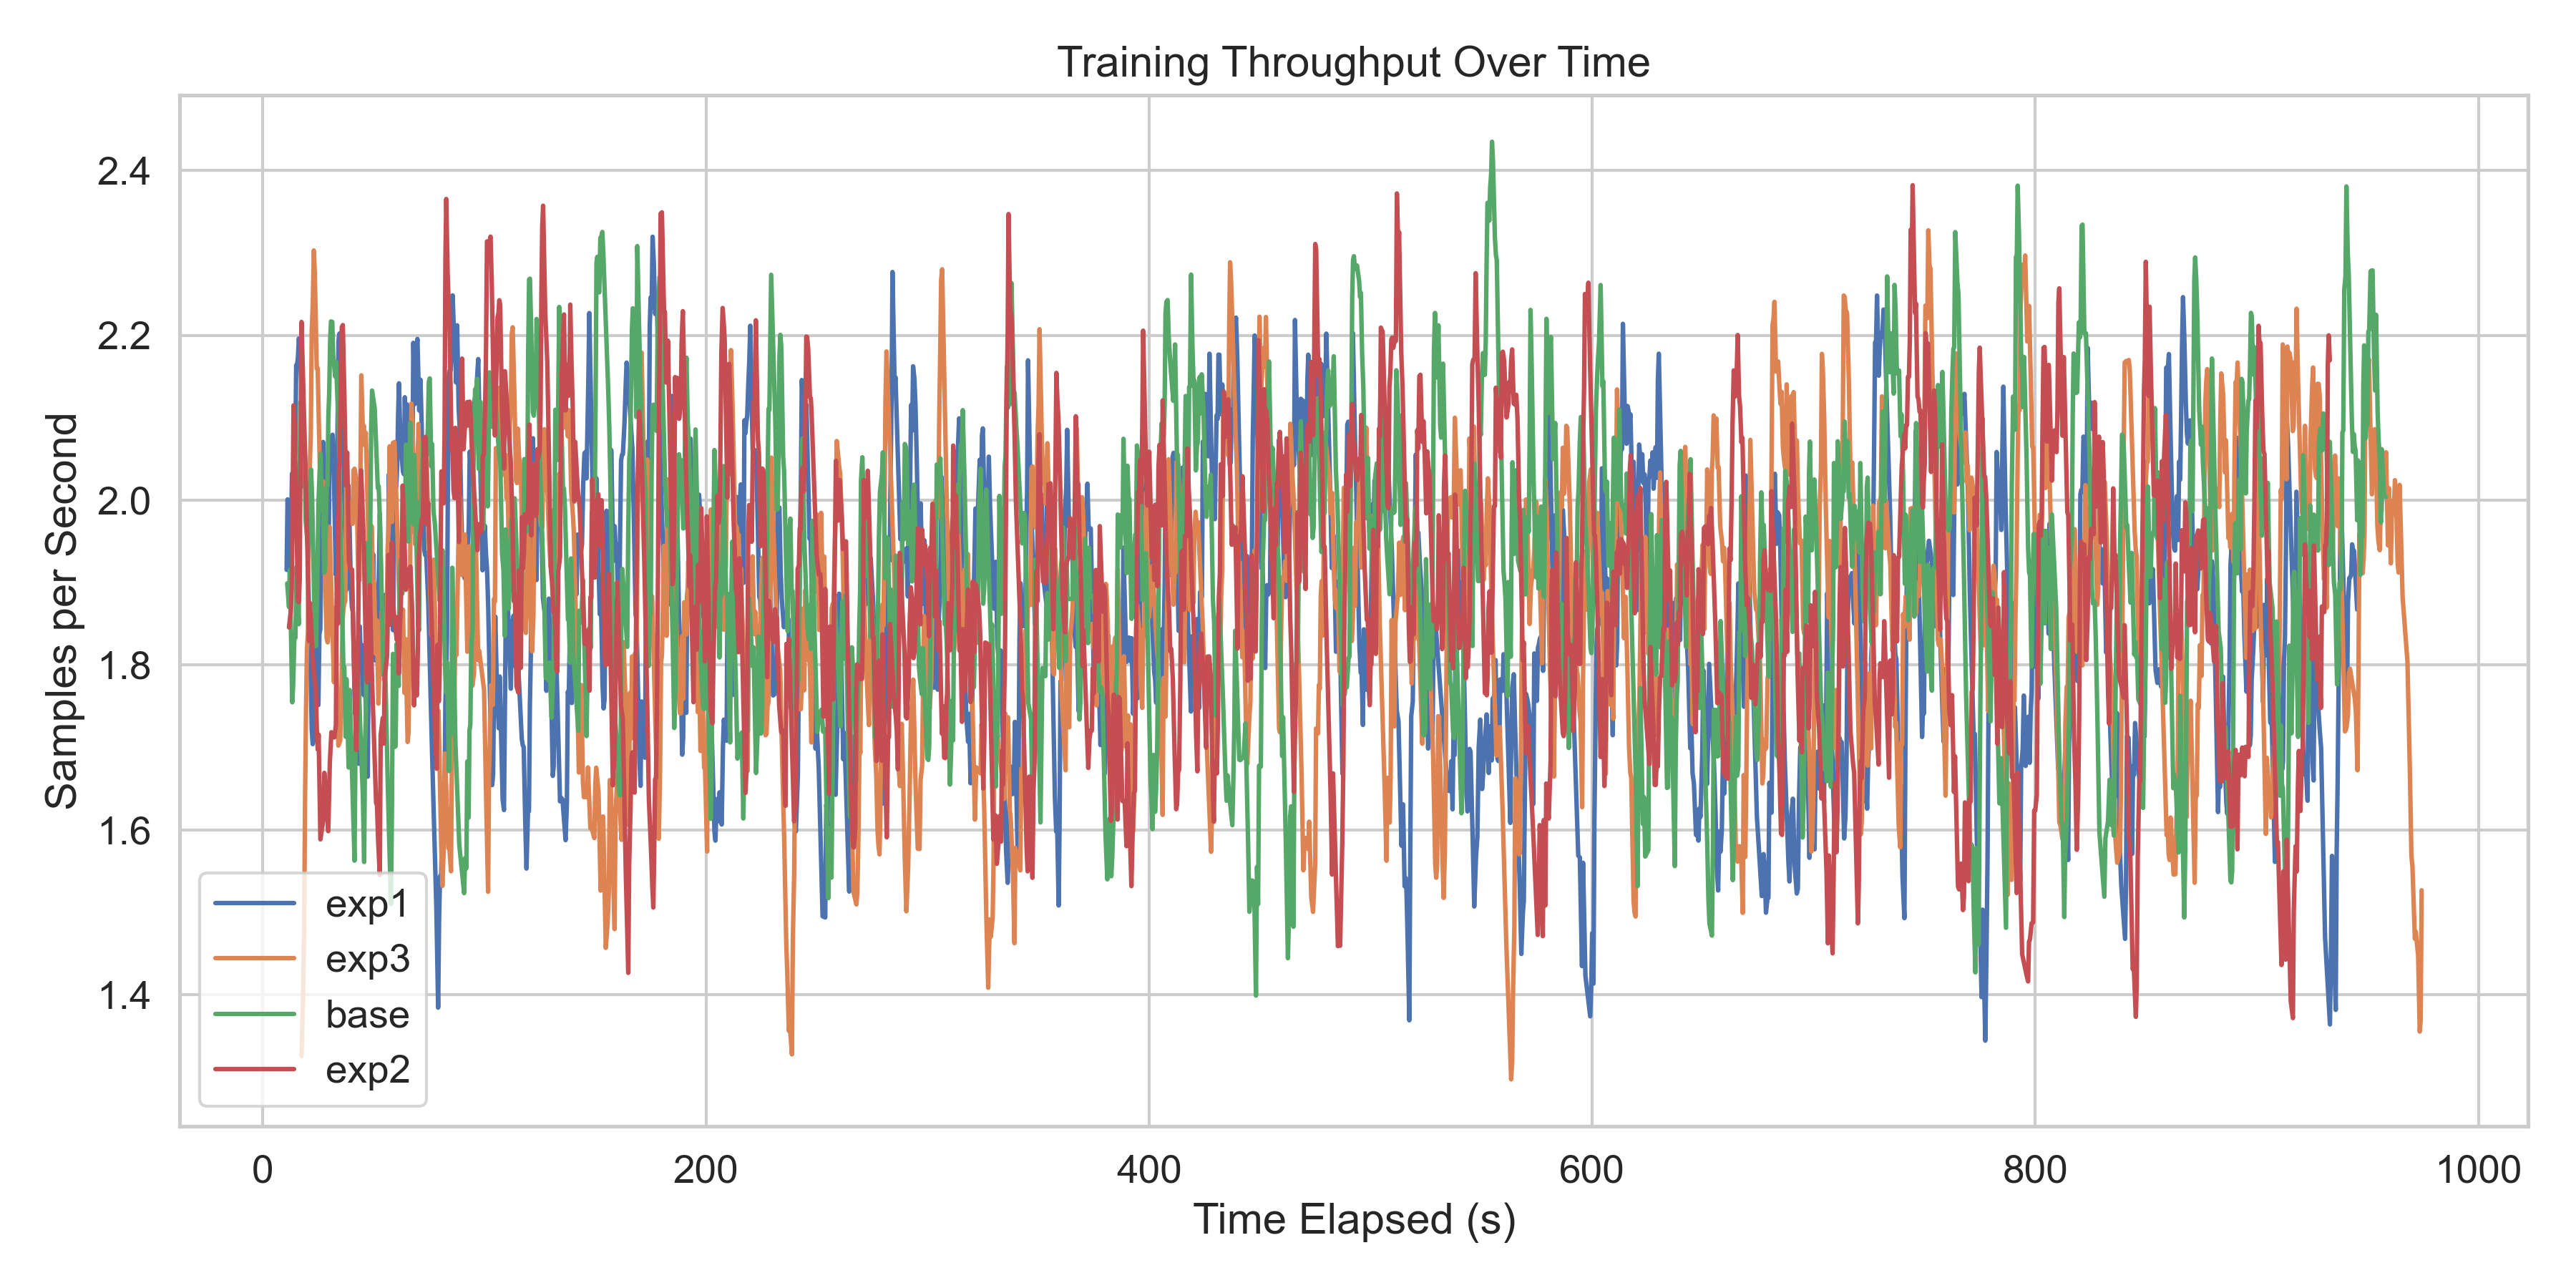 Training Throughput Over Time
Samples per Second
2.4
2.2
2.0
1.8
1.6
1.4
exp1
exp3
base
exp2
0 200 400 600 800 1000
Time Elapsed (s)